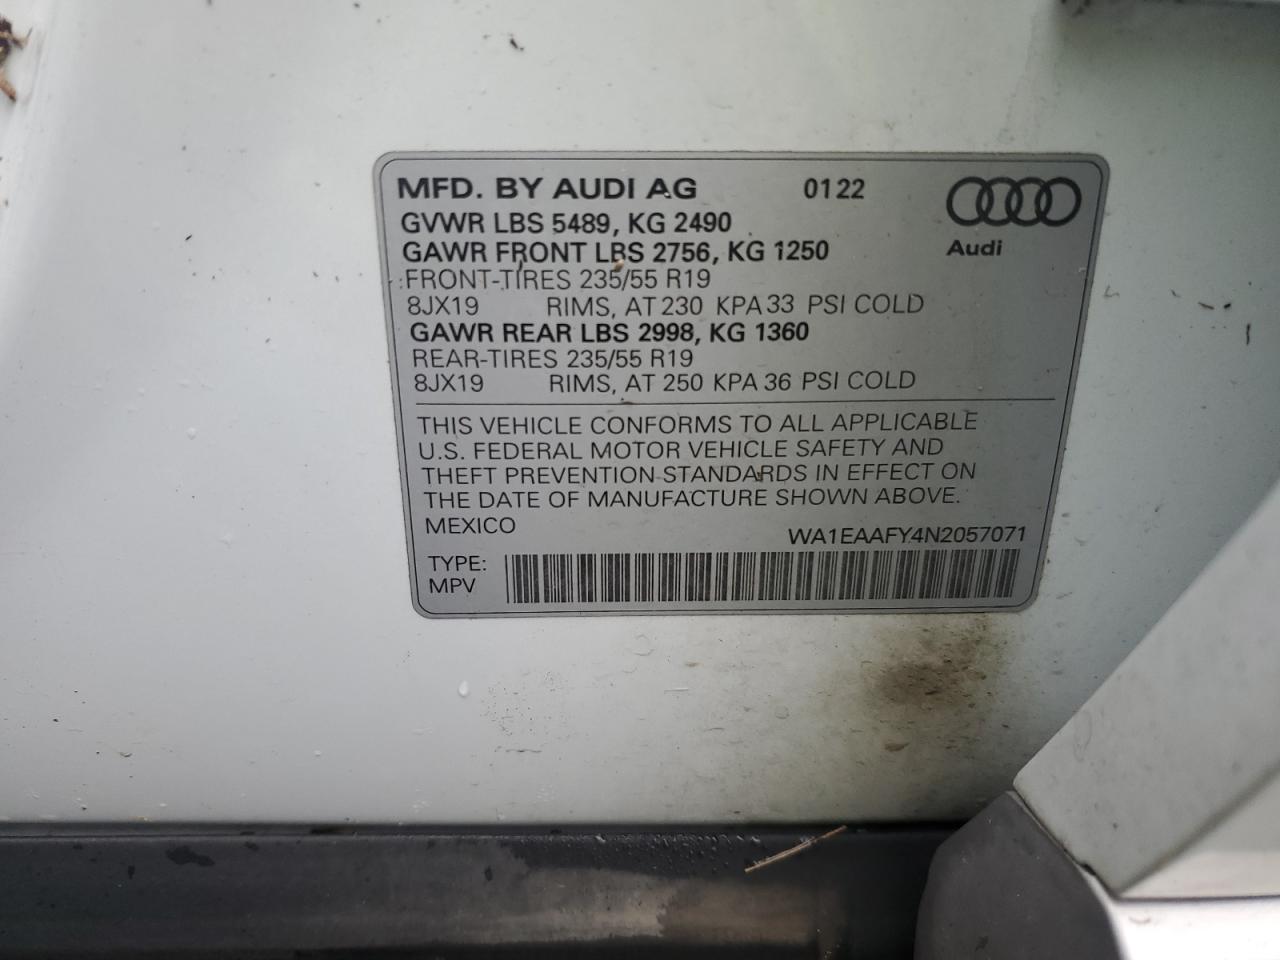 MFD. BY AUDI AG 0122
GVWR LBS 5489, KG 2490
GAWR FRONT LBS 2756, KG 1250
Audi
FRONT-TIRES 235/55 R19
8JX19 RIMS, AT 230 KPA 33 PSI COLD
GAWR REAR LBS 2998, KG 1360
REAR-TIRES 235/55 R19
8JX19 RIMS, AT 250 KPA 36 PSI COLD
THIS VEHICLE CONFORMS TO ALL APPLICABLE
U.S. FEDERAL MOTOR VEHICLE SAFETY AND
THEFT PREVENTION STANDARDS IN EFFECT ON
THE DATE OF MANUFACTURE SHOWN ABOVE.
MEXICO WA1EAAFY4N2057071
TYPE:
MPV